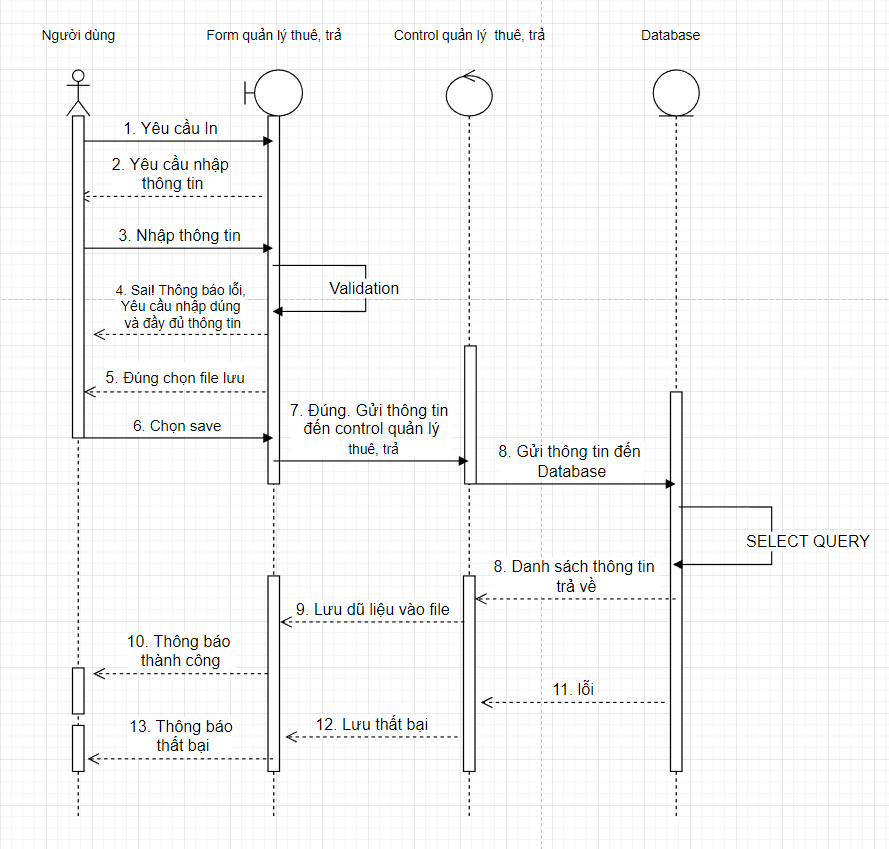 Người dùng
Form quản lý thuê, trả
Control quản lý thuê, trả
Database
1. Yêu cầu In
2. Yêu cầu nhập
thông tin
3. Nhập thông tin
Validation
4. Sai! Thông báo lỗi,
Yêu cầu nhập dúng
và đầy đủ thông tin
5. Đúng chọn file lưu
6. Chọn save
7. Đúng. Gửi thông tin
đến control quản lý
thuê, trả
8. Gửi thông tin đến
Database
SELECT QUERY
8. Danh sách thông tin
trả về
9. Lưu dũ liệu vào file
10. Thông báo
thành công
11. lỗi
12. Lưu thất bại
13. Thông báo
thất bại